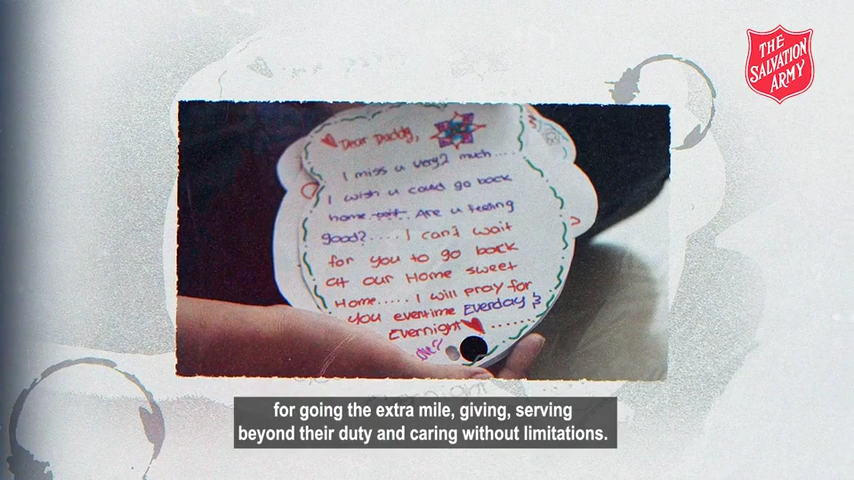 THE
SALVATION
ARMY
Dear Daddy,
I miss u very2 much...
I wish u could go back
home Are u feeling
good?..... I can't wait
for you to go back
at our Home sweet
Home..... I will pray for
you evertime Everday &
Evernight.......
for going the extra mile, giving, serving
beyond their duty and caring without limitations.